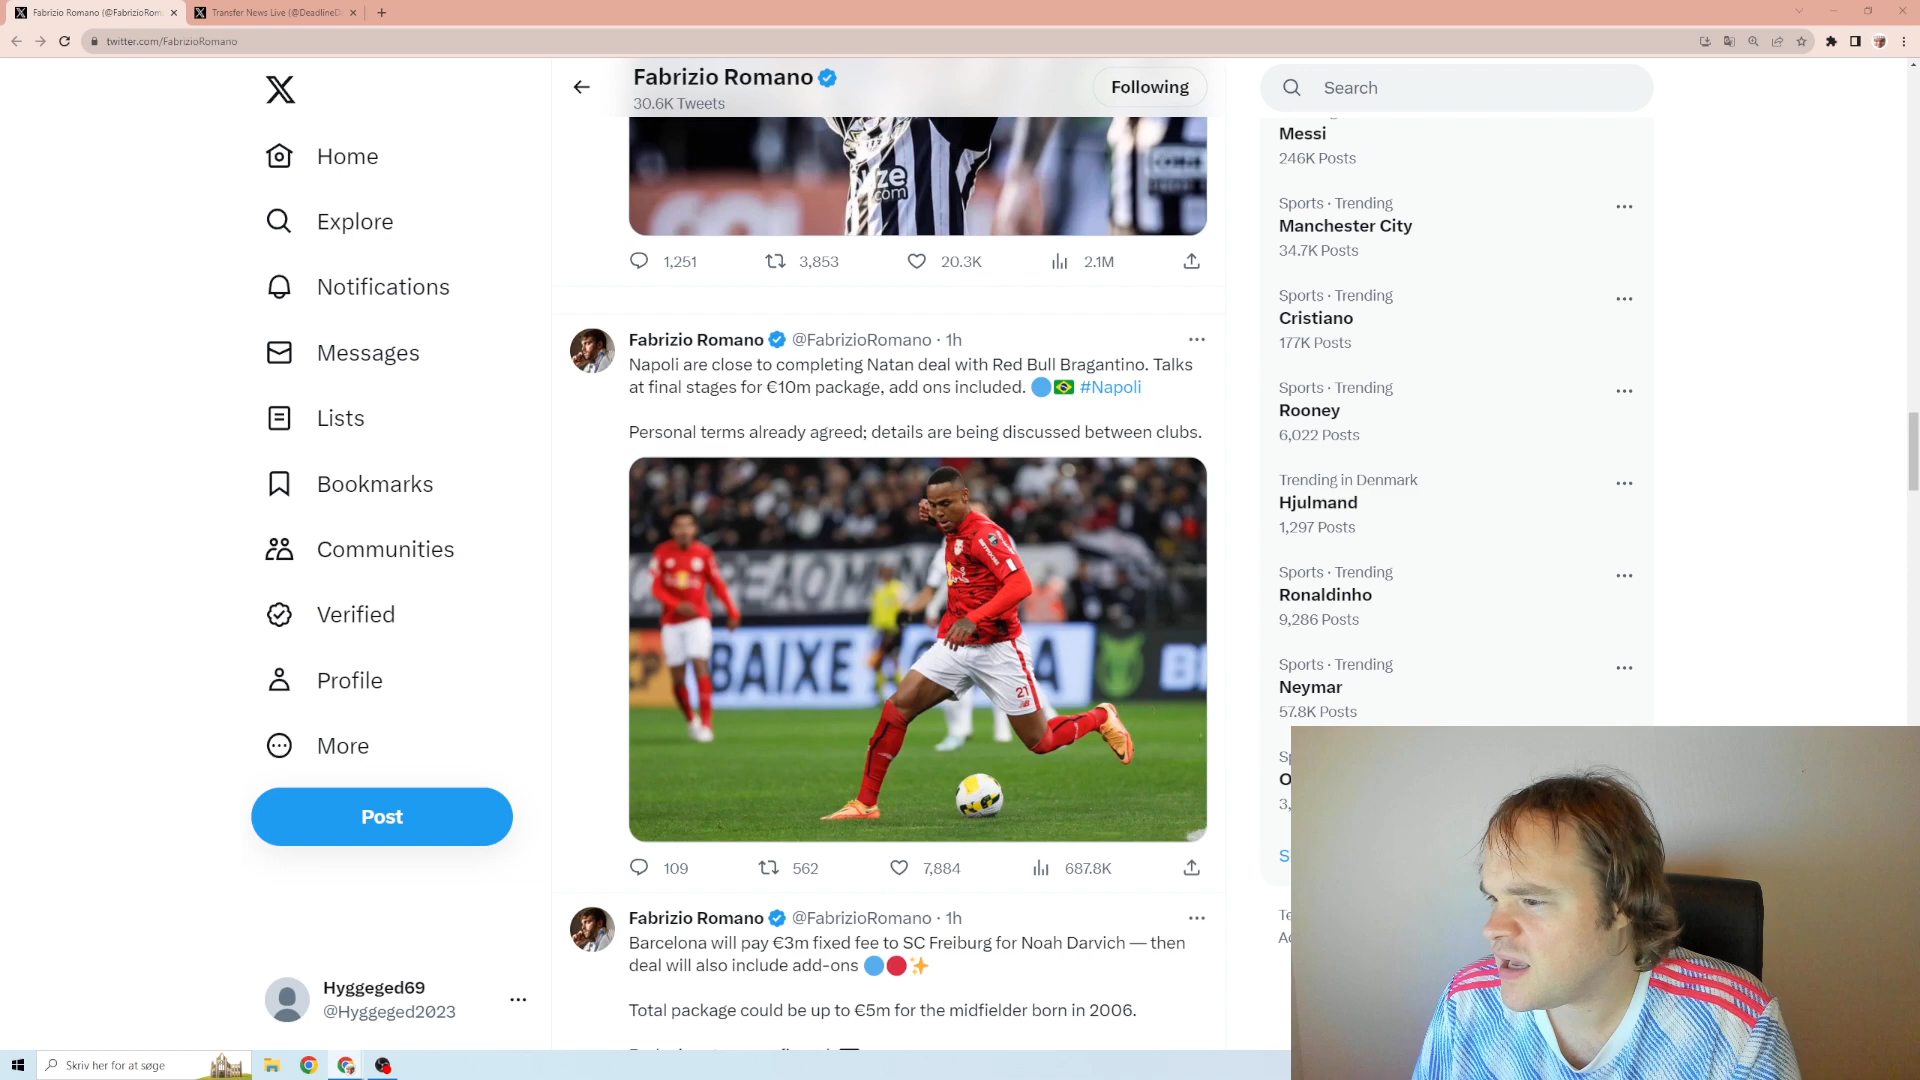 Fabrizio Romano (@FabrizioRom
Transfer News Live (@DeadlineD
twitter.com/FabrizioRomano
Home
Explore
Notifications
Messages
Lists
Bookmarks
Communities
Verified
Profile
More
Post
Hyggeged69
@Hyggeged2023
Fabrizio Romano
30.6K Tweets
Following
1,251 3,853 20.3K 2.1M
Fabrizio Romano @FabrizioRomano · 1h
Napoli are close to completing Natan deal with Red Bull Bragantino. Talks
at final stages for €10m package, add ons included. 🔵🇧🇷 #Napoli
Personal terms already agreed; details are being discussed between clubs.
BAIXE
21
109 562 7,884 687.8K
Fabrizio Romano @FabrizioRomano · 1h
Barcelona will pay €3m fixed fee to SC Freiburg for Noah Darvich — then
deal will also include add-ons 🔵🔴✨
Total package could be up to €5m for the midfielder born in 2006.
Search
Messi
246K Posts
Sports · Trending
Manchester City
34.7K Posts
Sports · Trending
Cristiano
177K Posts
Sports · Trending
Rooney
6,022 Posts
Trending in Denmark
Hjulmand
1,297 Posts
Sports · Trending
Ronaldinho
9,286 Posts
Sports · Trending
Neymar
57.8K Posts
Skriv her for at søge